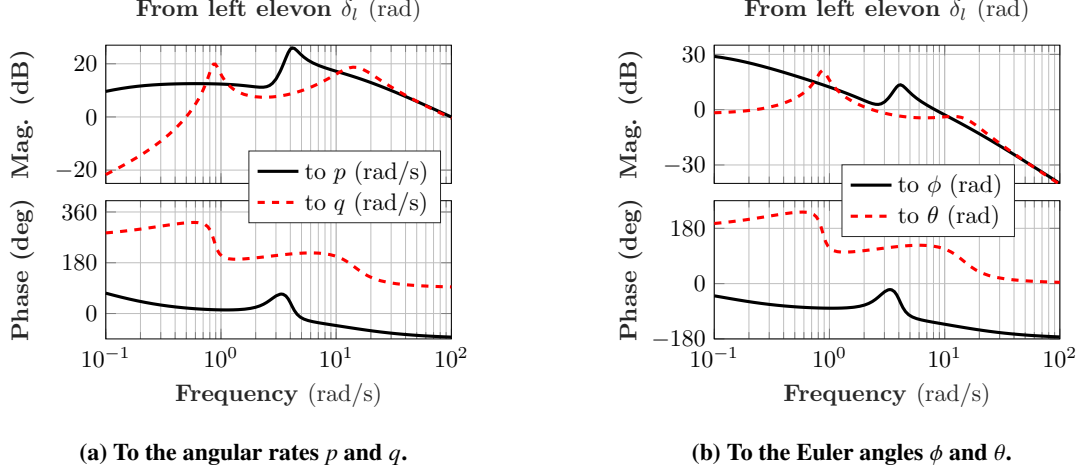 From left elevon δ_l (rad)
Mag. (dB)
20
0
−20
to p (rad/s)
to q (rad/s)
Phase (deg)
360
180
0
10^−1
10^0
10^1
10^2
Frequency (rad/s)
(a) To the angular rates p and q.
From left elevon δ_l (rad)
Mag. (dB)
30
0
−30
to ϕ (rad)
to θ (rad)
Phase (deg)
180
0
−180
10^−1
10^0
10^1
10^2
Frequency (rad/s)
(b) To the Euler angles ϕ and θ.